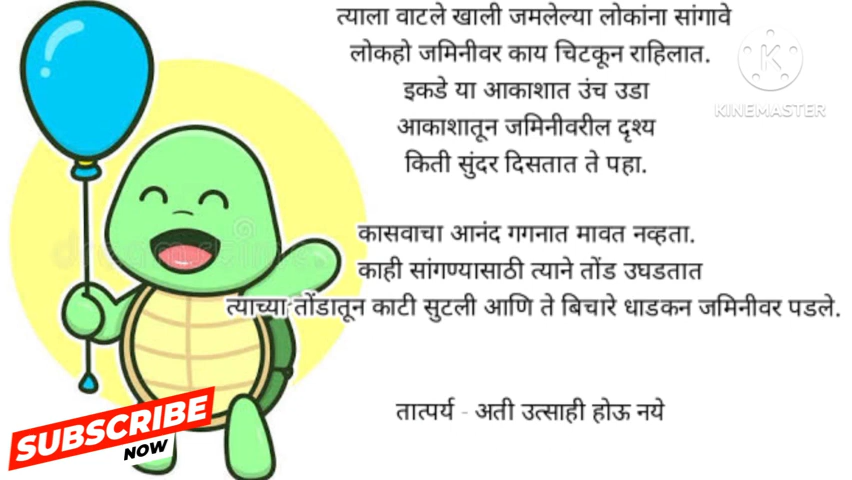 त्याला वाटले खाली जमलेल्या लोकांना सांगावे
लोकहो जमिनीवर काय चिटकून राहिलात.
इकडे या आकाशात उंच उडा
आकाशातून जमिनीवरील दृश्य
किती सुंदर दिसतात ते पहा.
कासवाचा आनंद गगनात मावत नव्हता.
काही सांगण्यासाठी त्याने तोंड उघडतात
त्याच्या तोंडातून काटी सुटली आणि ते बिचारे धाडकन जमिनीवर पडले.
तात्पर्य - अती उत्साही होऊ नये
K
KINEMASTER
SUBSCRIBE
NOW